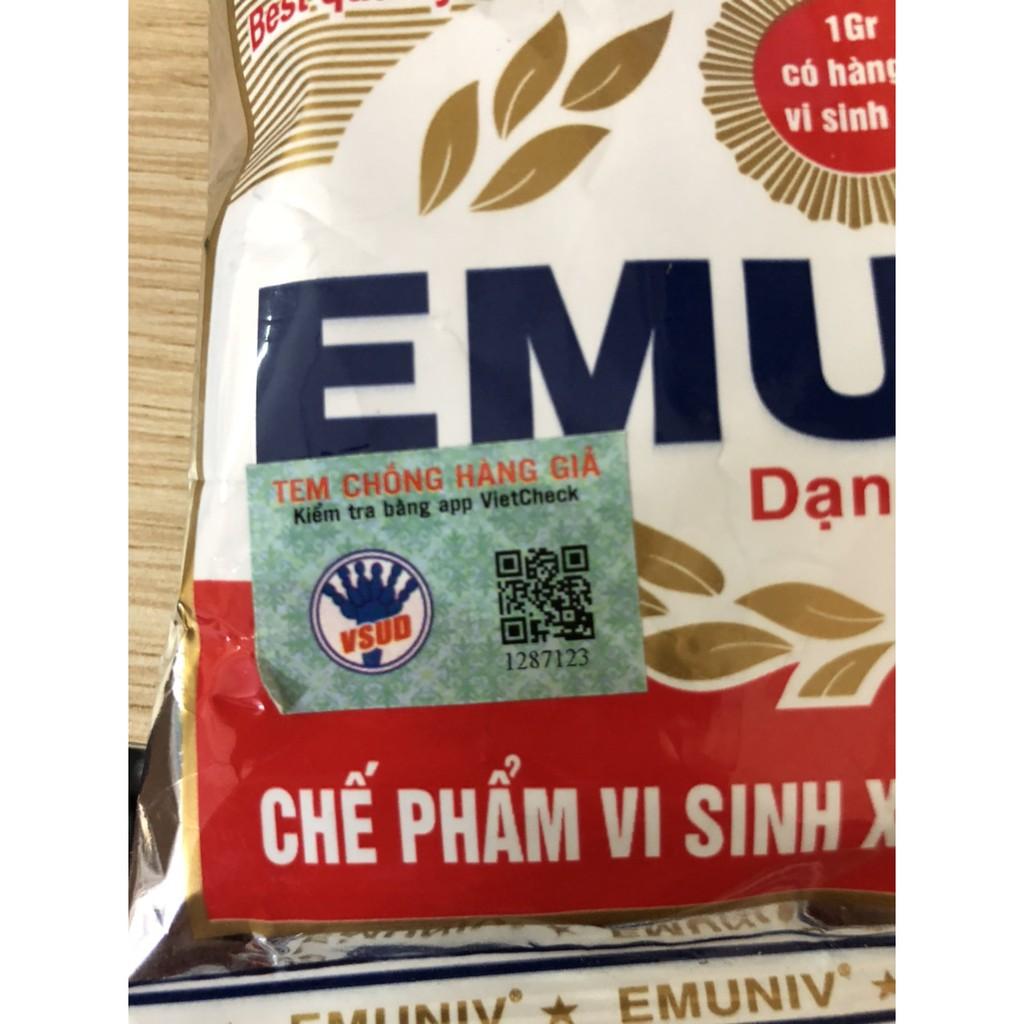 Best
1Gr
có hàng
vi sinh
EMU
Dạn
TEM CHỐNG HÀNG GIẢ
Kiểm tra bằng app VietCheck
VSUD
1287123
CHẾ PHẨM VI SINH X
EMUNIV® ★ EMUNIV® ★